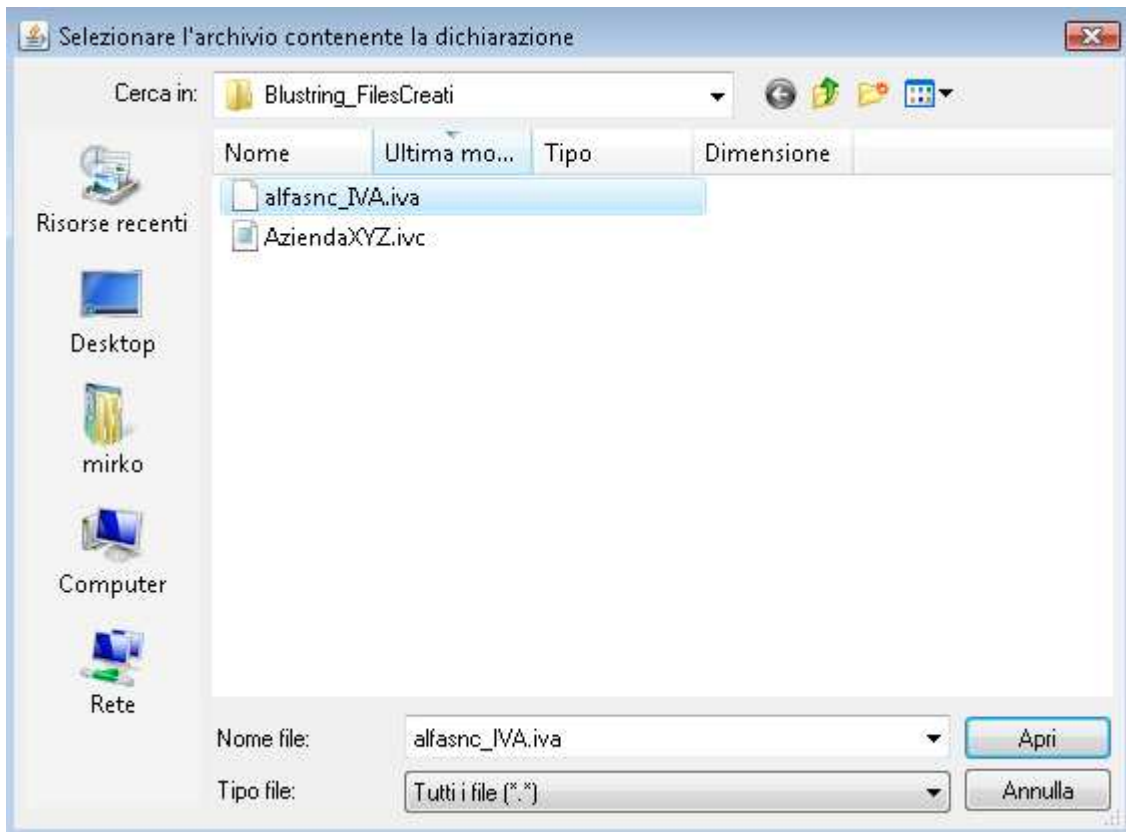 Selezionare l'archivio contenente la dichiarazione
Cerca in: Blustring_FilesCreati
Nome Ultima mo... Tipo Dimensione
alfasnc_IVA.iva
AziendaXYZ.ivc
Risorse recenti
Desktop
mirko
Computer
Rete
Nome file: alfasnc_IVA.iva Apri
Tipo file: Tutti i file (*.*) Annulla